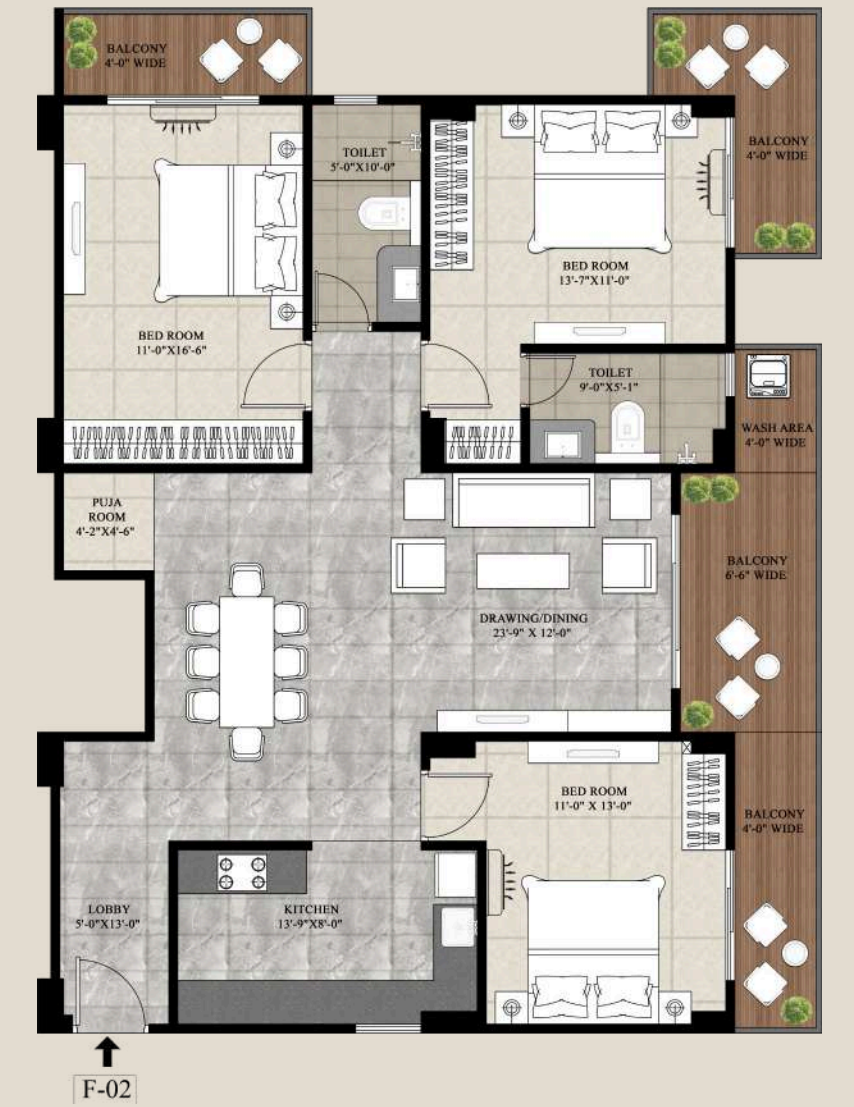 BALCONY
4'-0" WIDE
TOILET
5'-0"X10'-0"
BALCONY
4'-0" WIDE
BED ROOM
13'-7"X11'-0"
BED ROOM
11'-0"X16'-6"
TOILET
9'-0"X5'-1"
WASH AREA
4'-0" WIDE
PUJA
ROOM
4'-2"X4'-6"
BALCONY
6'-6" WIDE
DRAWING/DINING
23'-9" X 12'-0"
BED ROOM
11'-0" X 13'-0"
BALCONY
4'-0" WIDE
LOBBY
5'-0"X13'-0"
KITCHEN
13'-9"X8'-0"
F-02